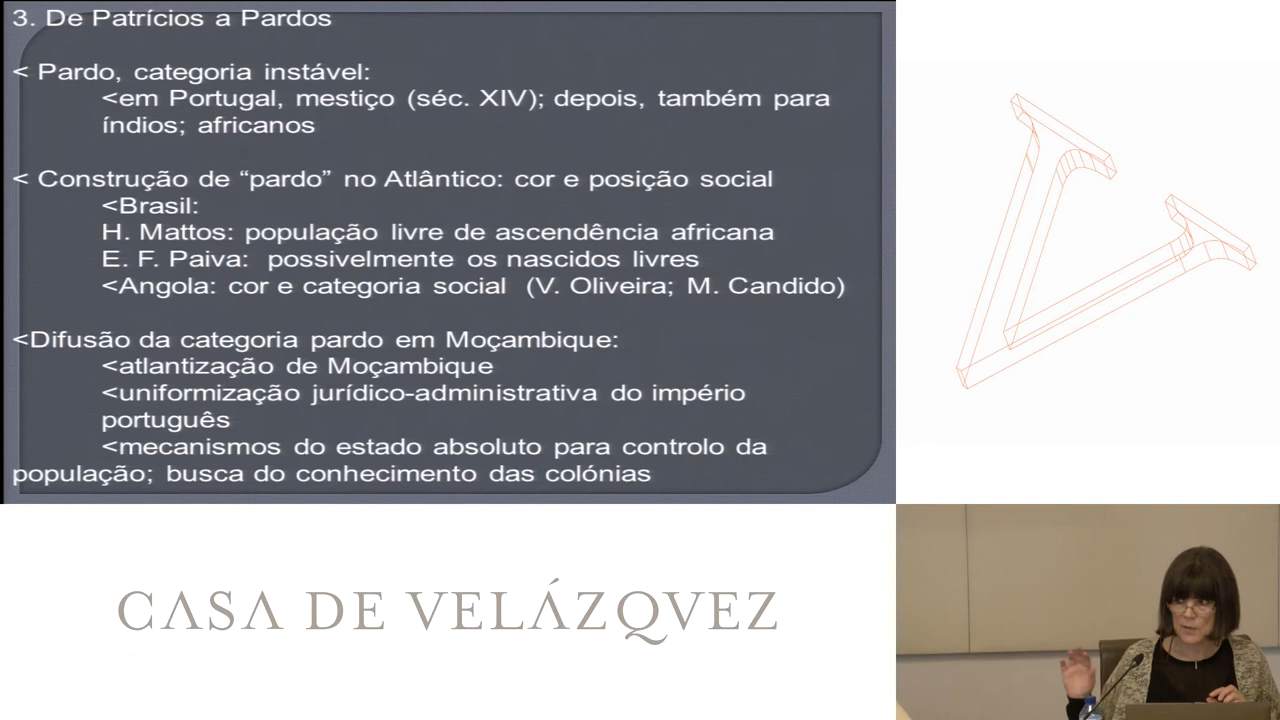 3. De Patrícios a Pardos
< Pardo, categoria instável:
<em Portugal, mestiço (séc. XIV); depois, também para
índios; africanos
< Construção de “pardo” no Atlântico: cor e posição social
<Brasil:
H. Mattos: população livre de ascendência africana
E. F. Paiva: possivelmente os nascidos livres
<Angola: cor e categoria social (V. Oliveira; M. Candido)
<Difusão da categoria pardo em Moçambique:
<atlantização de Moçambique
<uniformização jurídico-administrativa do império
português
<mecanismos do estado absoluto para controlo da
população; busca do conhecimento das colónias
CASA DE VELÁZQVEZ